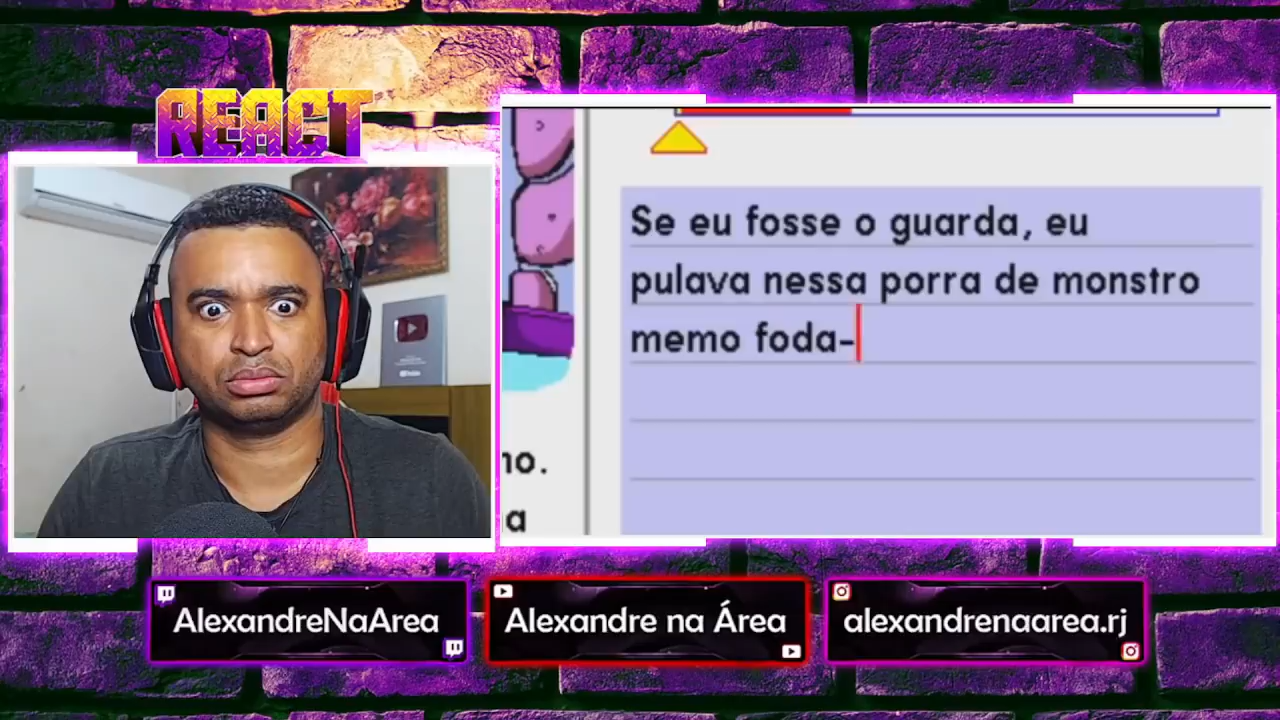 REACT
Se eu fosse o guarda, eu
pulava nessa porra de monstro
memo foda-
no.
a
AlexandreNaArea
Alexandre na Área
alexandrenaarea.rj